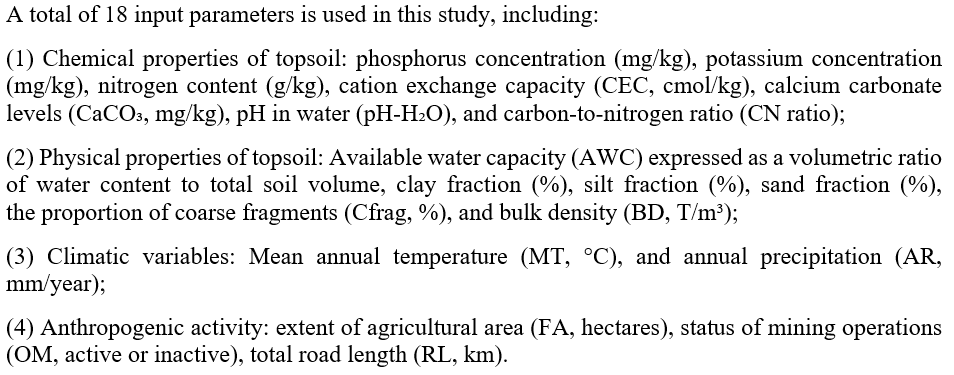 A total of 18 input parameters is used in this study, including:
(1) Chemical properties of topsoil: phosphorus concentration (mg/kg), potassium concentration
(mg/kg), nitrogen content (g/kg), cation exchange capacity (CEC, cmol/kg), calcium carbonate
levels (CaCO₃, mg/kg), pH in water (pH-H₂O), and carbon-to-nitrogen ratio (CN ratio);
(2) Physical properties of topsoil: Available water capacity (AWC) expressed as a volumetric ratio
of water content to total soil volume, clay fraction (%), silt fraction (%), sand fraction (%),
the proportion of coarse fragments (Cfrag, %), and bulk density (BD, T/m³);
(3) Climatic variables: Mean annual temperature (MT, °C), and annual precipitation (AR,
mm/year);
(4) Anthropogenic activity: extent of agricultural area (FA, hectares), status of mining operations
(OM, active or inactive), total road length (RL, km).